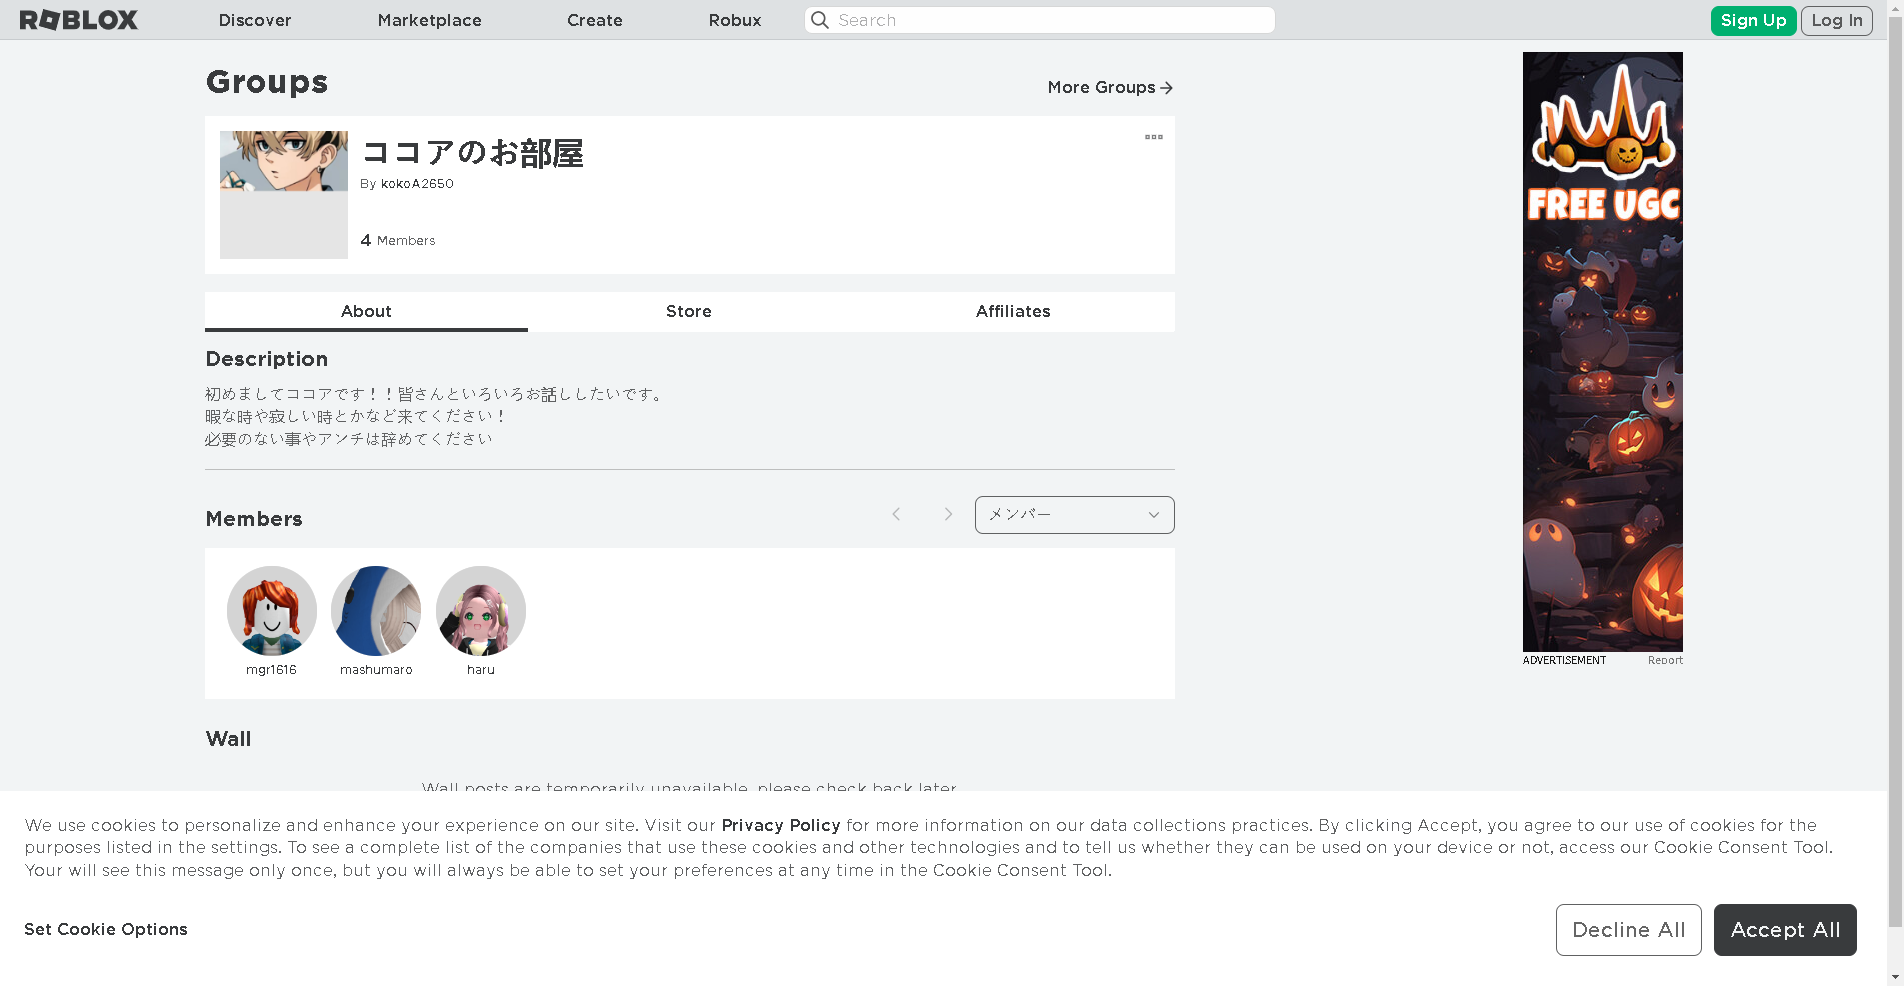 ROBLOX
Discover
Marketplace
Create
Robux
Search
Sign Up
Log In
Groups
More Groups
ココアのお部屋
By kokoA2650
4 Members
About
Store
Affiliates
Description
初めましてココアです！！皆さんといろいろお話ししたいです。
暇な時や寂しい時とかなど来てください！
必要のない事やアンチは辞めてください
Members
メンバー
mgr1616
mashumaro
haru
Wall
Wall posts are temporarily unavailable, please check back later.
FREE UGC
ADVERTISEMENT
Report
We use cookies to personalize and enhance your experience on our site. Visit our Privacy Policy for more information on our data collections practices. By clicking Accept, you agree to our use of cookies for the
purposes listed in the settings. To see a complete list of the companies that use these cookies and other technologies and to tell us whether they can be used on your device or not, access our Cookie Consent Tool.
Your will see this message only once, but you will always be able to set your preferences at any time in the Cookie Consent Tool.
Set Cookie Options
Decline All
Accept All